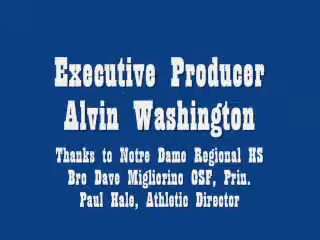 Executive Producer
Alvin Washington
Thanks to Notre Dame Regional HS
Bro Dave Migliorino OSF, Prin.
Paul Hale, Athletic Director